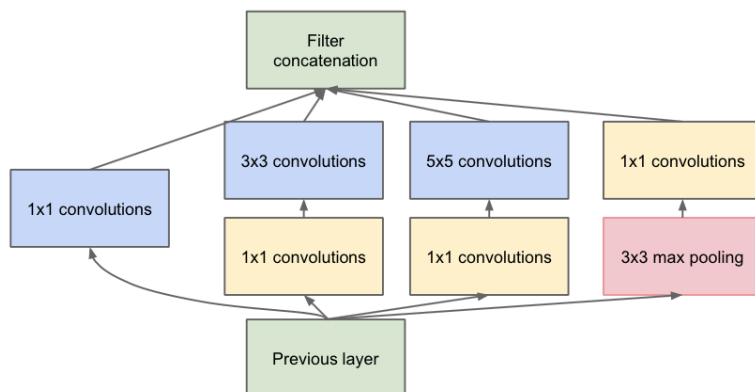 Filter
concatenation
3x3 convolutions
5x5 convolutions
1x1 convolutions
1x1 convolutions
1x1 convolutions
1x1 convolutions
3x3 max pooling
Previous layer